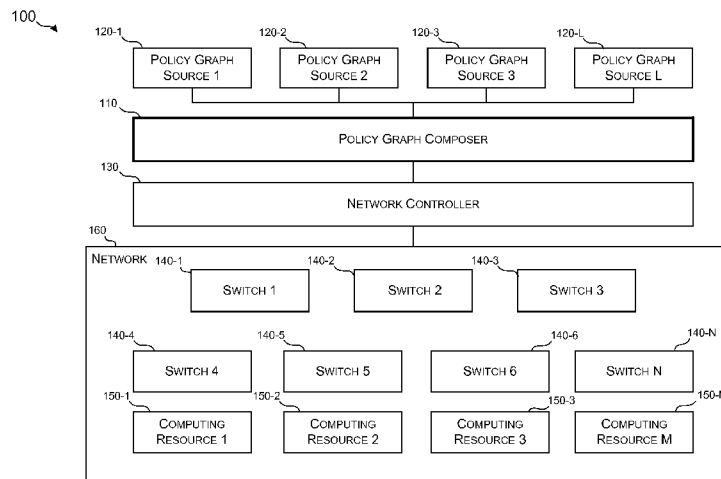 100
120-1
120-2
120-3
120-L
POLICY GRAPH
SOURCE 1
POLICY GRAPH
SOURCE 2
POLICY GRAPH
SOURCE 3
POLICY GRAPH
SOURCE L
110
POLICY GRAPH COMPOSER
130
NETWORK CONTROLLER
160
NETWORK
140-1
140-2
140-3
SWITCH 1
SWITCH 2
SWITCH 3
140-4
140-5
140-6
140-N
SWITCH 4
SWITCH 5
SWITCH 6
SWITCH N
150-1
150-2
150-3
COMPUTING
RESOURCE 1
COMPUTING
RESOURCE 2
COMPUTING
RESOURCE 3
COMPUTING
RESOURCE M